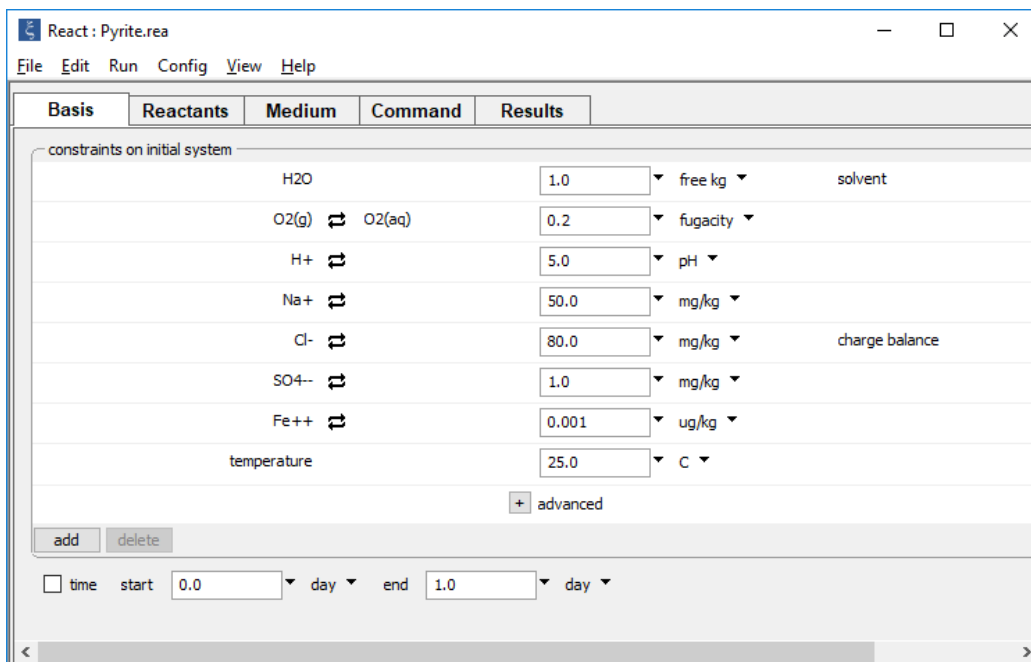 React : Pyrite.rea
File Edit Run Config View Help
Basis Reactants Medium Command Results
constraints on initial system
H2O 1.0 free kg solvent
O2(g) O2(aq) 0.2 fugacity
H+ 5.0 pH
Na+ 50.0 mg/kg
Cl- 80.0 mg/kg charge balance
SO4-- 1.0 mg/kg
Fe++ 0.001 ug/kg
temperature 25.0 C
+ advanced
add delete
time start 0.0 day end 1.0 day